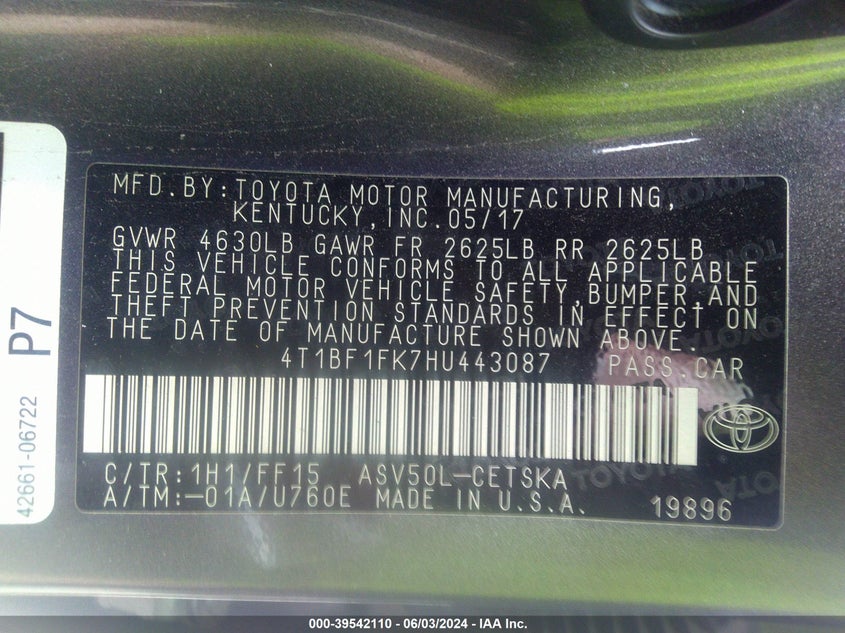 MFD.BY:TOYOTA MOTOR MANUFACTURING,
KENTUCKY,INC.05/17
GVWR 4630LB GAWR FR 2625LB RR 2625LB
THIS VEHICLE CONFORMS TO ALL APPLICABLE
FEDERAL MOTOR VEHICLE SAFETY,BUMPER,AND
THEFT PREVENTION STANDARDS IN EFFECT ON
THE DATE OF MANUFACTURE SHOWN ABOVE.
4T1BF1FK7HU443087 PASS.CAR
C/TR:1H1/FF15 ASV50L-CETSKA
A/TM:-01A/U760E MADE IN U.S.A. 19896
P7
42661-06722
000-39542110 - 06/03/2024 - IAA Inc.